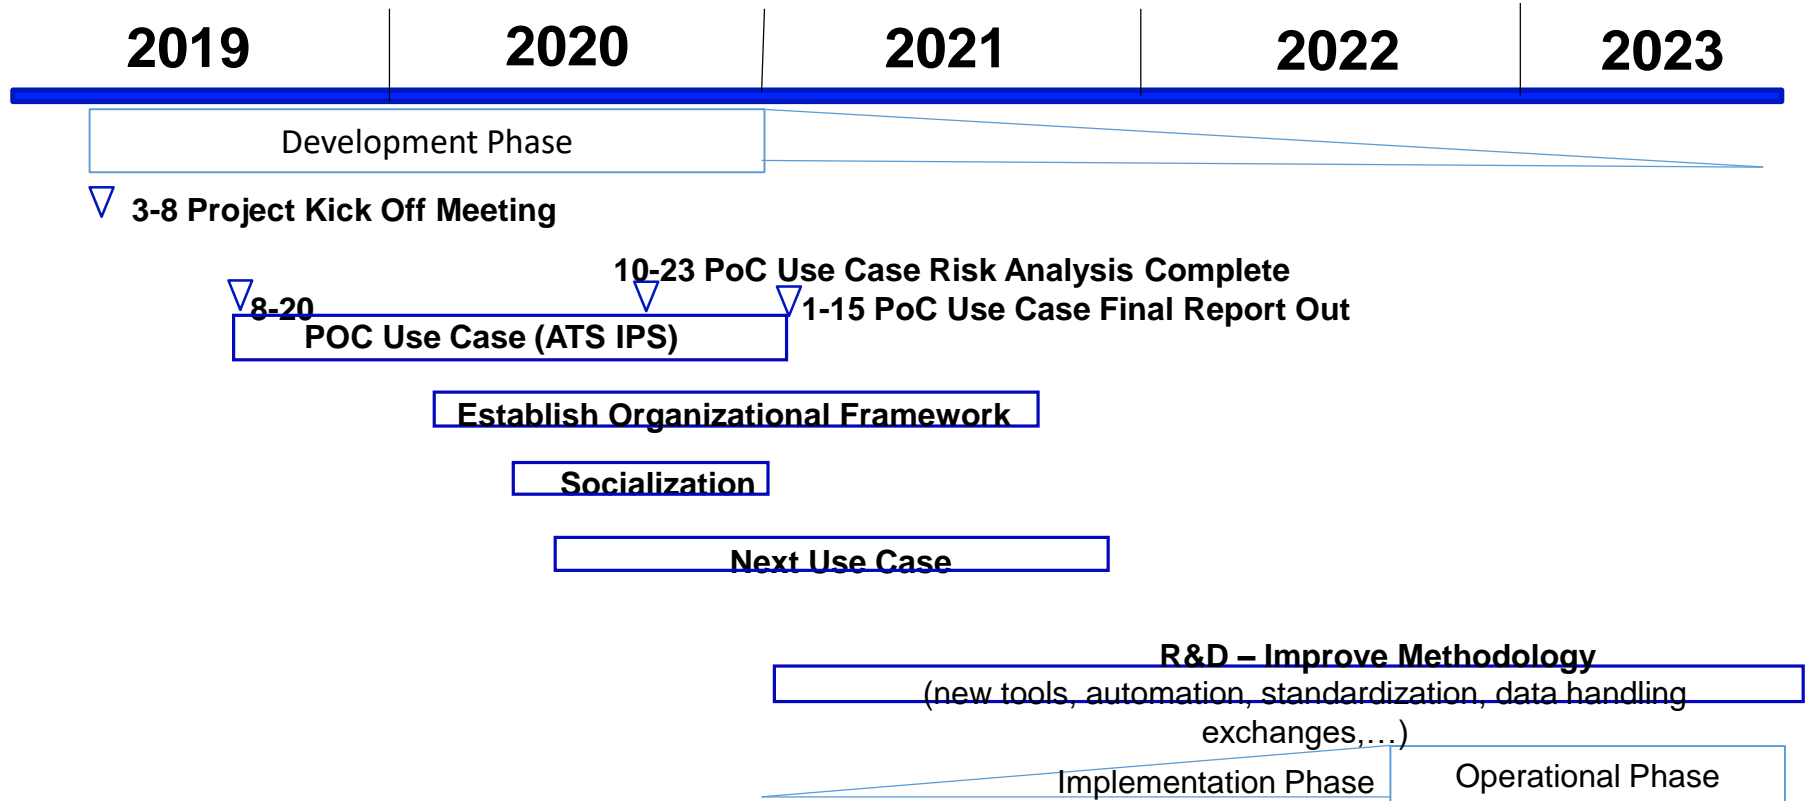 2019 2020 2021 2022 2023
Development Phase
3-8 Project Kick Off Meeting
10-23 PoC Use Case Risk Analysis Complete
8-20
1-15 PoC Use Case Final Report Out
POC Use Case (ATS IPS)
Establish Organizational Framework
Socialization
Next Use Case
R&D – Improve Methodology
(new tools, automation, standardization, data handling
exchanges,…)
Implementation Phase
Operational Phase